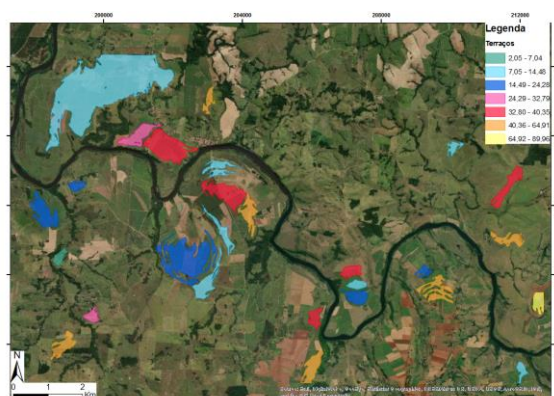 200000 204000 208000 212000
Legenda
Terraços
2,05 - 7,04
7,05 - 14,48
14,49 - 24,28
24,29 - 32,79
32,80 - 40,35
40,36 - 64,91
64,92 - 89,96
N
0 1 2
Km